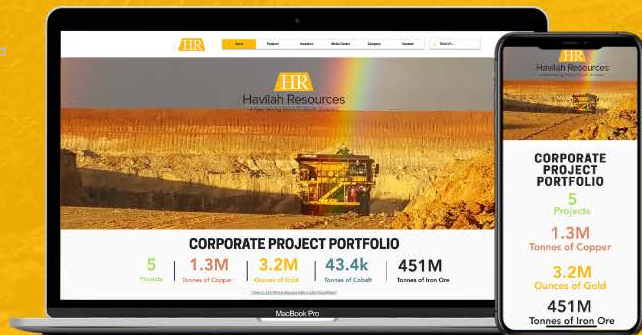 HR
Home Projects Investors Media Centre Company Contact Search...
HR
Havilah Resources
CORPORATE PROJECT PORTFOLIO
5 1.3M 3.2M 43.4k 451M
Projects Tonnes of Copper Ounces of Gold Tonnes of Cobalt Tonnes of Iron Ore
MacBook Pro
HR
Havilah Resources
CORPORATE
PROJECT
PORTFOLIO
5
Projects
1.3M
Tonnes of Copper
3.2M
Ounces of Gold
451M
Tonnes of Iron Ore